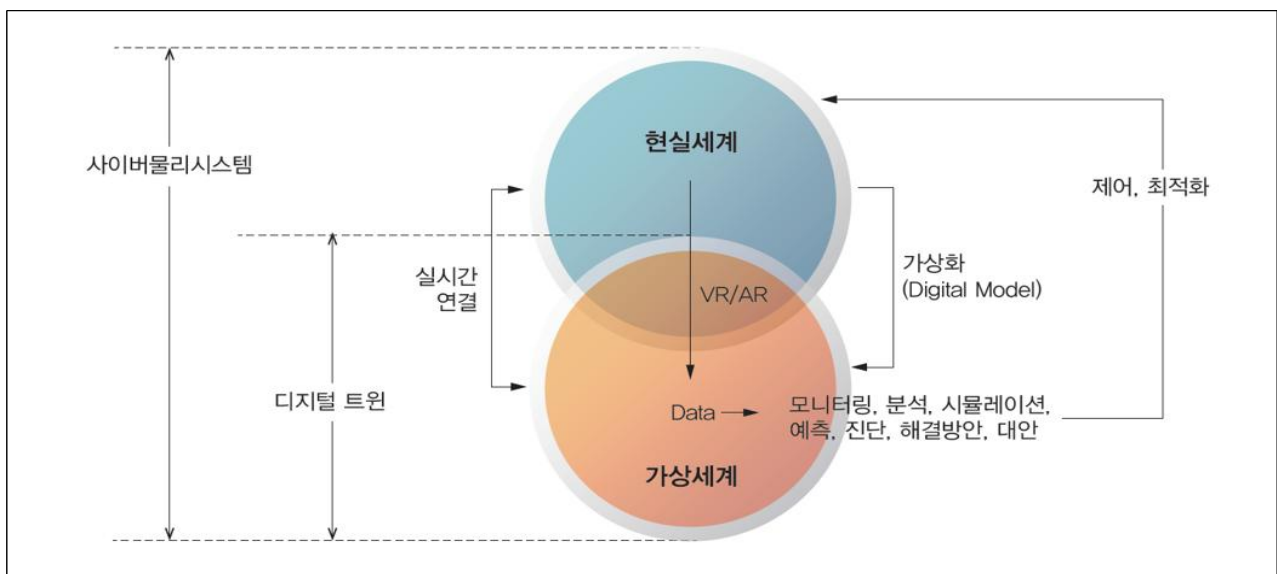 현실세계
사이버물리시스템
제어, 최적화
실시간
연결
가상화
(Digital Model)
VR/AR
디지털 트윈
Data
모니터링, 분석, 시뮬레이션,
예측, 진단, 해결방안, 대안
가상세계